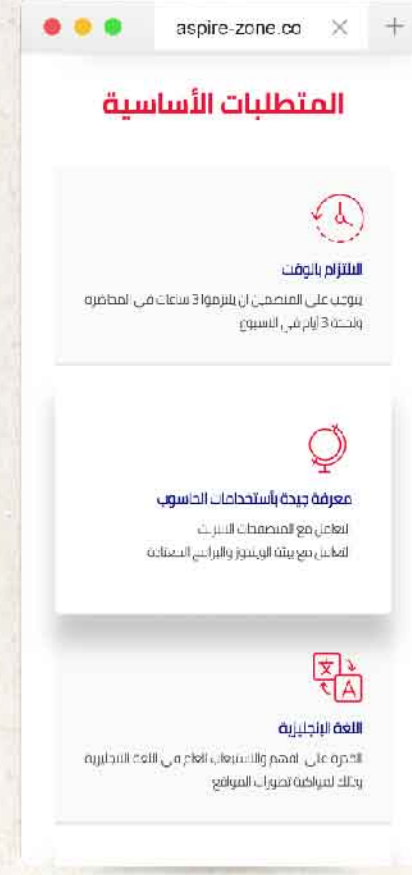 aspire-zone.co
المتطلبات الأساسية
الالتزام بالوقت
يتوجب على المنضمين ان يلتزموا 3 ساعات في المحاضرة
ولمدة 3 أيام في الاسبوع
معرفة جيدة بأستخدامات الحاسوب
التعامل مع المتصفحات الانترنت
التعامل مع بيئة الويندوز والبرامج المعتادة
اللغة الإنجليزية
القدرة على الفهم والاستيعاب العام في اللغة الانجليزية
وذلك لمواكبة تطورات المواقع